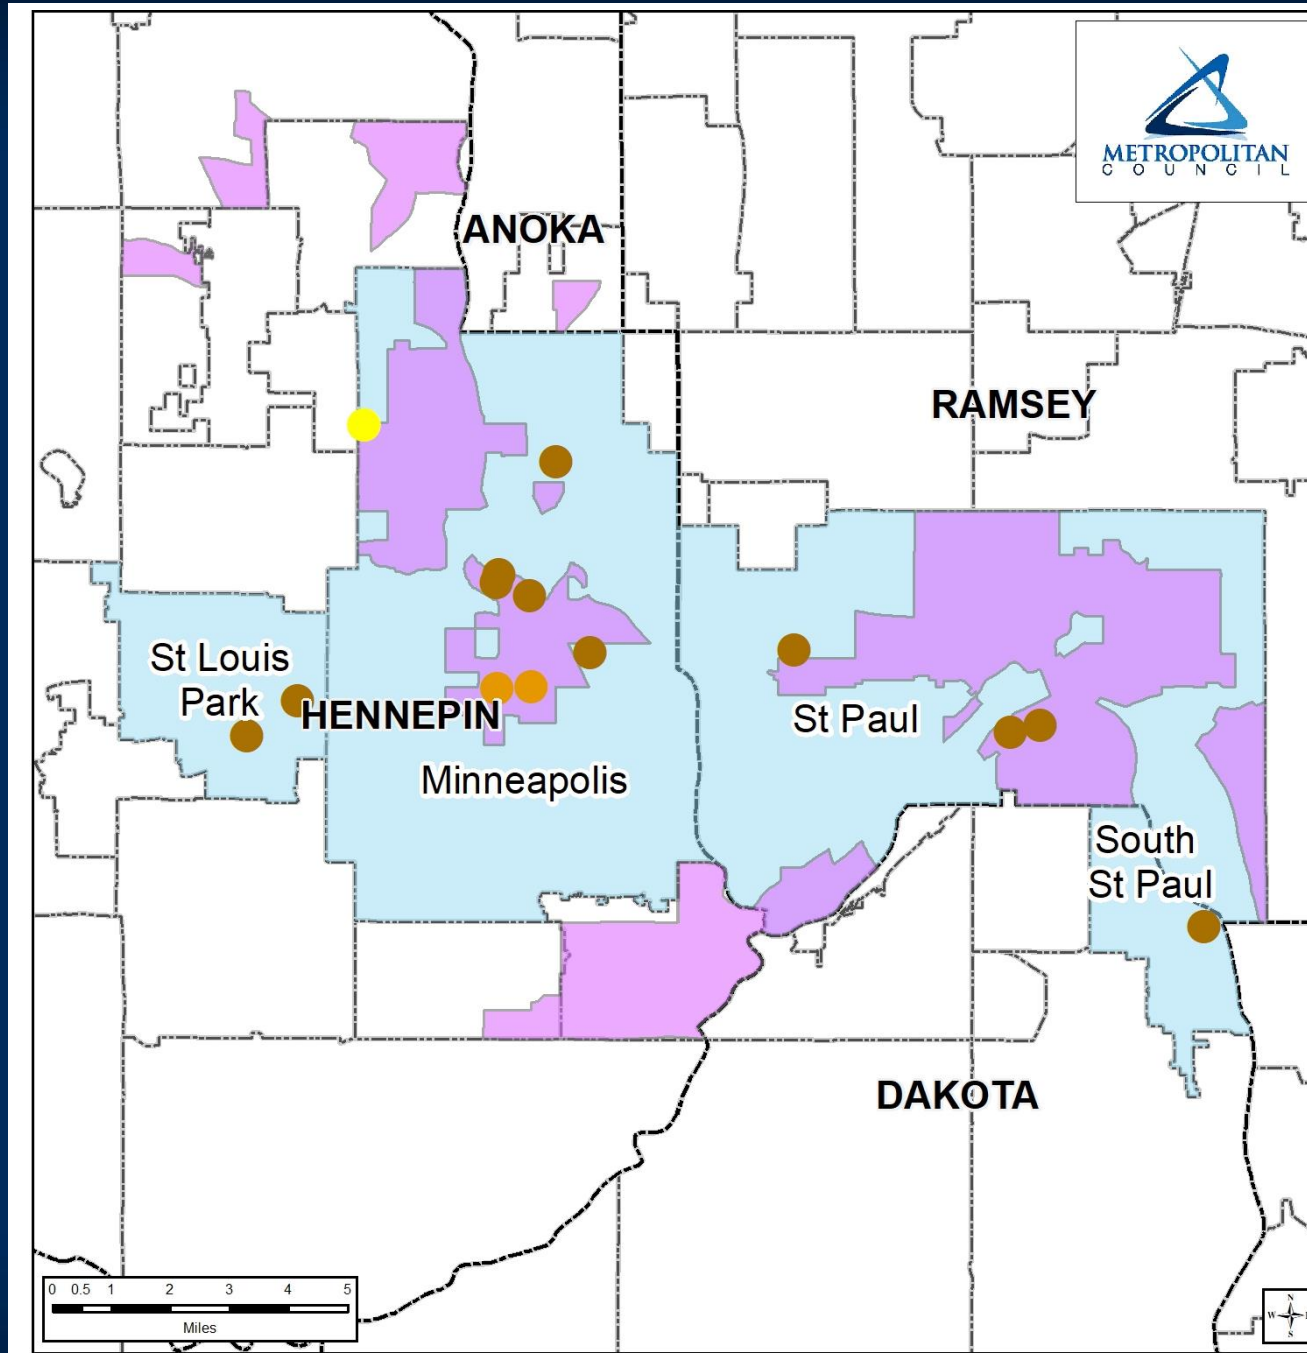 METROPOLITAN
COUNCIL
ANOKA
RAMSEY
St Louis
Park
HENNEPIN
St Paul
Minneapolis
South
St Paul
DAKOTA
0 0.5 1 2 3 4 5
Miles
N
W
S